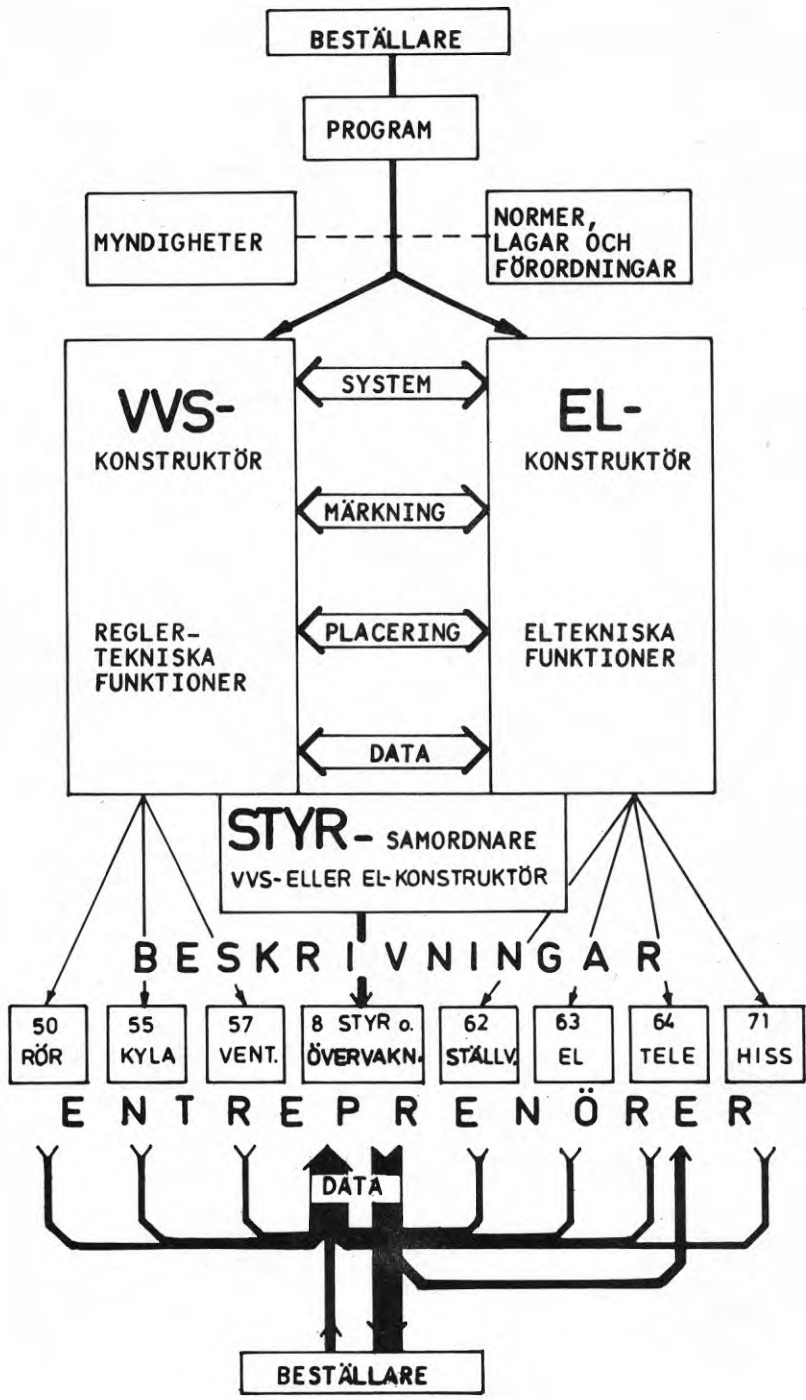 BESTÄLLARE
PROGRAM
MYNDIGHETER
NORMER,
LAGAR OCH
FÖRORDNINGAR
VVS-
KONSTRUKTÖR
REGLER-
TEKNISKA
FUNKTIONER
SYSTEM
MÄRKNING
PLACERING
DATA
EL-
KONSTRUKTÖR
ELTEKNISKA
FUNKTIONER
STYR- SAMORDNARE
VVS- ELLER EL-KONSTRUKTÖR
BESKRIVNINGAR
50
RÖR
55
KYLA
57
VENT.
8 STYR o.
ÖVERVAKN.
62
STÄLLV.
63
EL
64
TELE
71
HISS
ENTREPRENÖRER
DATA
BESTÄLLARE